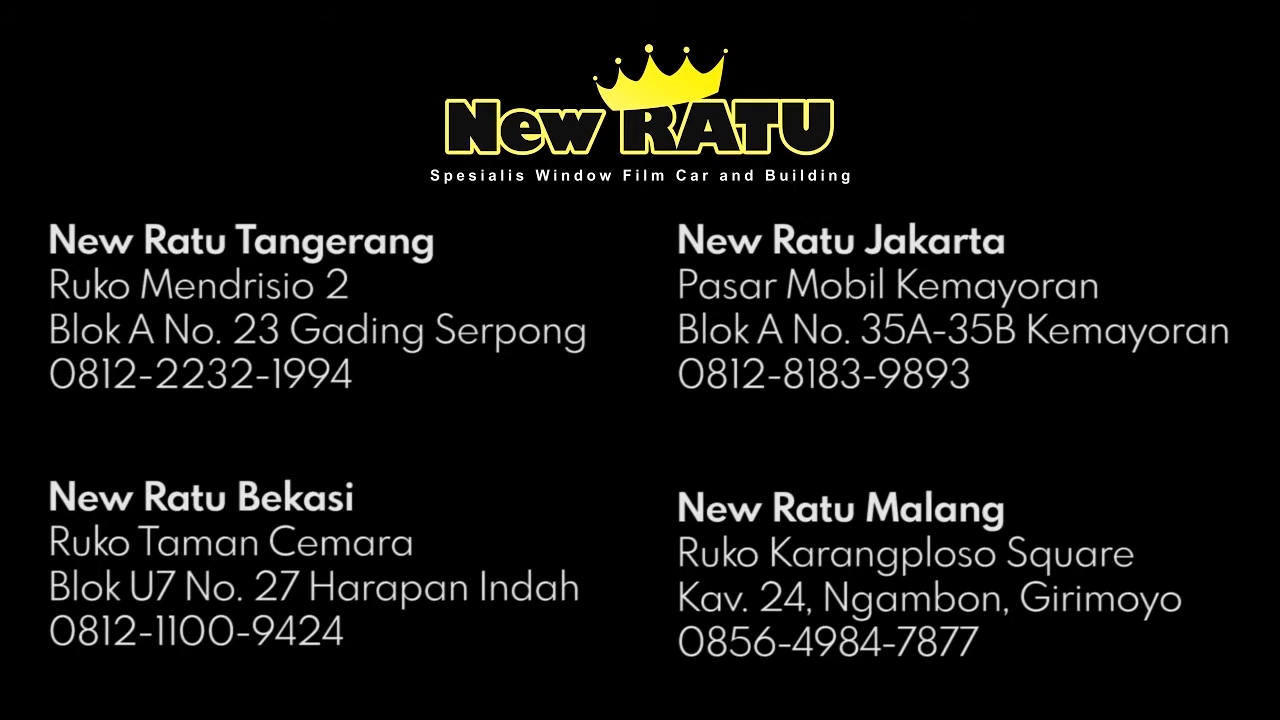 New RATU
Spesialis Window Film Car and Building
New Ratu Tangerang
Ruko Mendrisio 2
Blok A No. 23 Gading Serpong
0812-2232-1994
New Ratu Jakarta
Pasar Mobil Kemayoran
Blok A No. 35A-35B Kemayoran
0812-8183-9893
New Ratu Bekasi
Ruko Taman Cemara
Blok U7 No. 27 Harapan Indah
0812-1100-9424
New Ratu Malang
Ruko Karangploso Square
Kav. 24, Ngambon, Girimoyo
0856-4984-7877